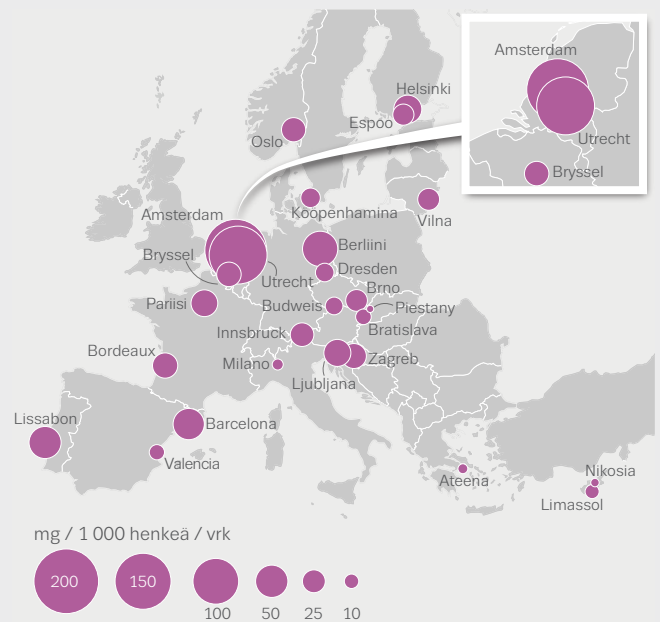 Amsterdam
Utrecht
Bryssel
Helsinki
Espoo
Oslo
Koopenhamina
Vilna
Amsterdam
Bryssel
Utrecht
Berliini
Dresden
Brno
Pariisi
Budweis
Piestany
Bratislava
Innsbruck
Bordeaux
Milano
Zagreb
Ljubljana
Lissabon
Barcelona
Valencia
Ateena
Nikosia
Limassol
mg / 1 000 henkeä / vrk
200
150
100
50
25
10